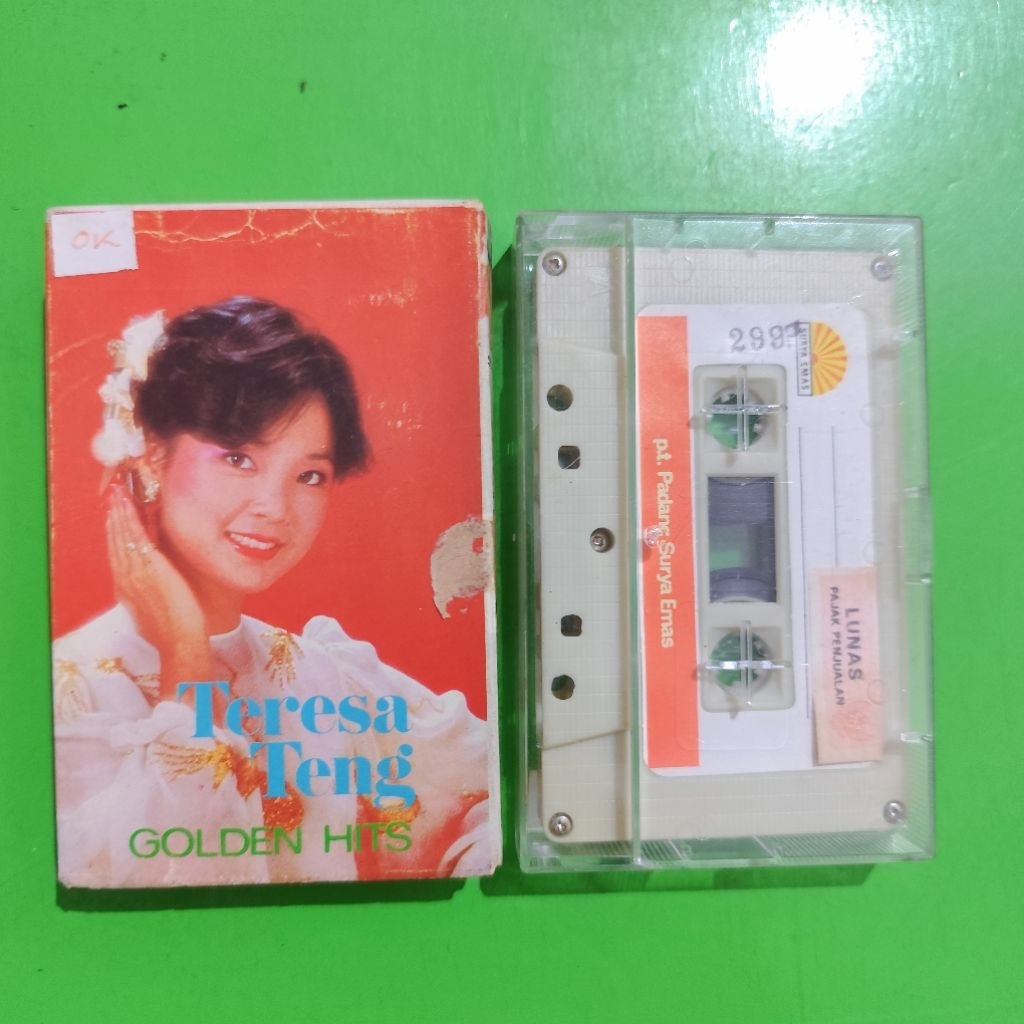 OK
Teresa
Teng
GOLDEN HITS
299
SURYA EMAS
p.t. Padang Surya Emas
LUNAS
PAJAK PENJUALAN